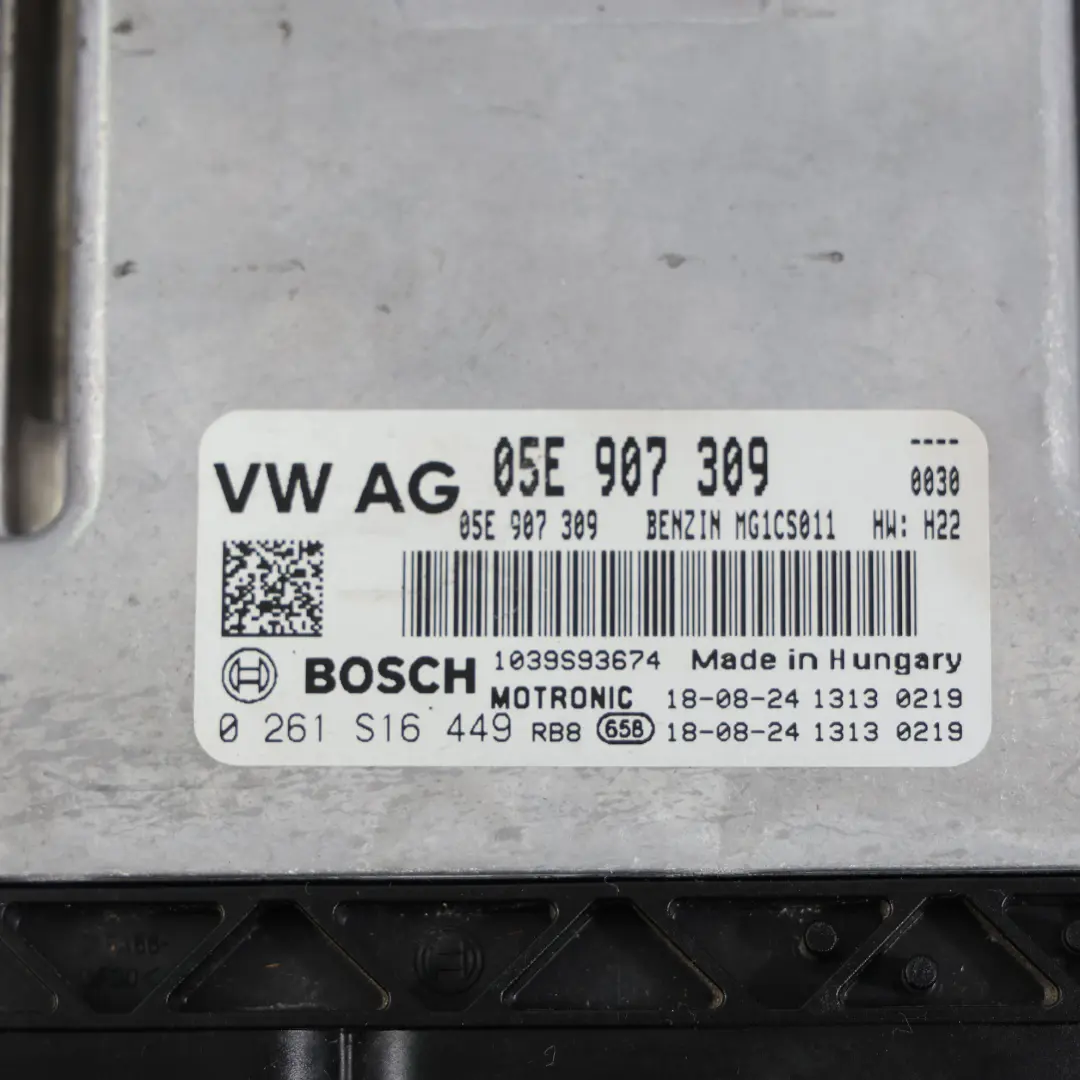 VW AG 05E 907 309 ----
0030
05E 907 309 BENZIN MG1CS011 HW: H22
BOSCH 1039S93674 Made in Hungary
MOTRONIC 18-08-24 1313 0219
0 261 S16 449 RB8 658 18-08-24 1313 0219